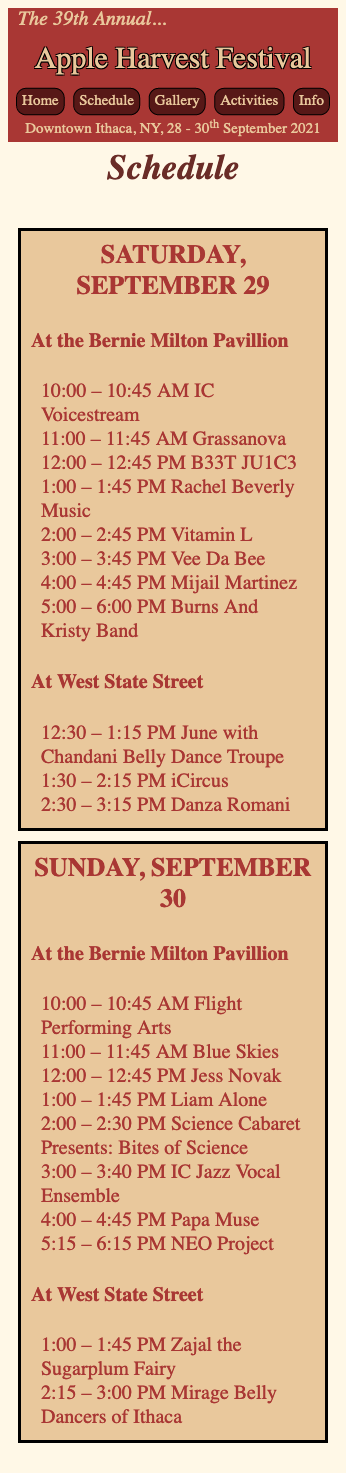 The 39th Annual...
Apple Harvest Festival
Home Schedule Gallery Activities Info
Downtown Ithaca, NY, 28 - 30th September 2021
Schedule
SATURDAY,
SEPTEMBER 29
At the Bernie Milton Pavillion
10:00 – 10:45 AM IC
Voicestream
11:00 – 11:45 AM Grassanova
12:00 – 12:45 PM B33T JU1C3
1:00 – 1:45 PM Rachel Beverly
Music
2:00 – 2:45 PM Vitamin L
3:00 – 3:45 PM Vee Da Bee
4:00 – 4:45 PM Mijail Martinez
5:00 – 6:00 PM Burns And
Kristy Band
At West State Street
12:30 – 1:15 PM June with
Chandani Belly Dance Troupe
1:30 – 2:15 PM iCircus
2:30 – 3:15 PM Danza Romani
SUNDAY, SEPTEMBER
30
At the Bernie Milton Pavillion
10:00 – 10:45 AM Flight
Performing Arts
11:00 – 11:45 AM Blue Skies
12:00 – 12:45 PM Jess Novak
1:00 – 1:45 PM Liam Alone
2:00 – 2:30 PM Science Cabaret
Presents: Bites of Science
3:00 – 3:40 PM IC Jazz Vocal
Ensemble
4:00 – 4:45 PM Papa Muse
5:15 – 6:15 PM NEO Project
At West State Street
1:00 – 1:45 PM Zajal the
Sugarplum Fairy
2:15 – 3:00 PM Mirage Belly
Dancers of Ithaca